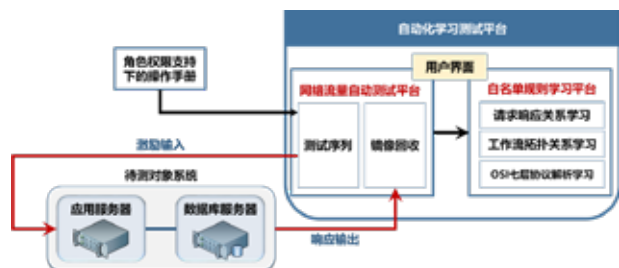 自动化学习测试平台
角色权限支持
下的操作手册
用户界面
网络流量自动测试平台
白名单规则学习平台
测试序列
镜像回收
请求响应关系学习
工作流拓扑关系学习
OSI七层协议解析学习
激励输入
待测对象系统
应用服务器
数据库服务器
响应输出